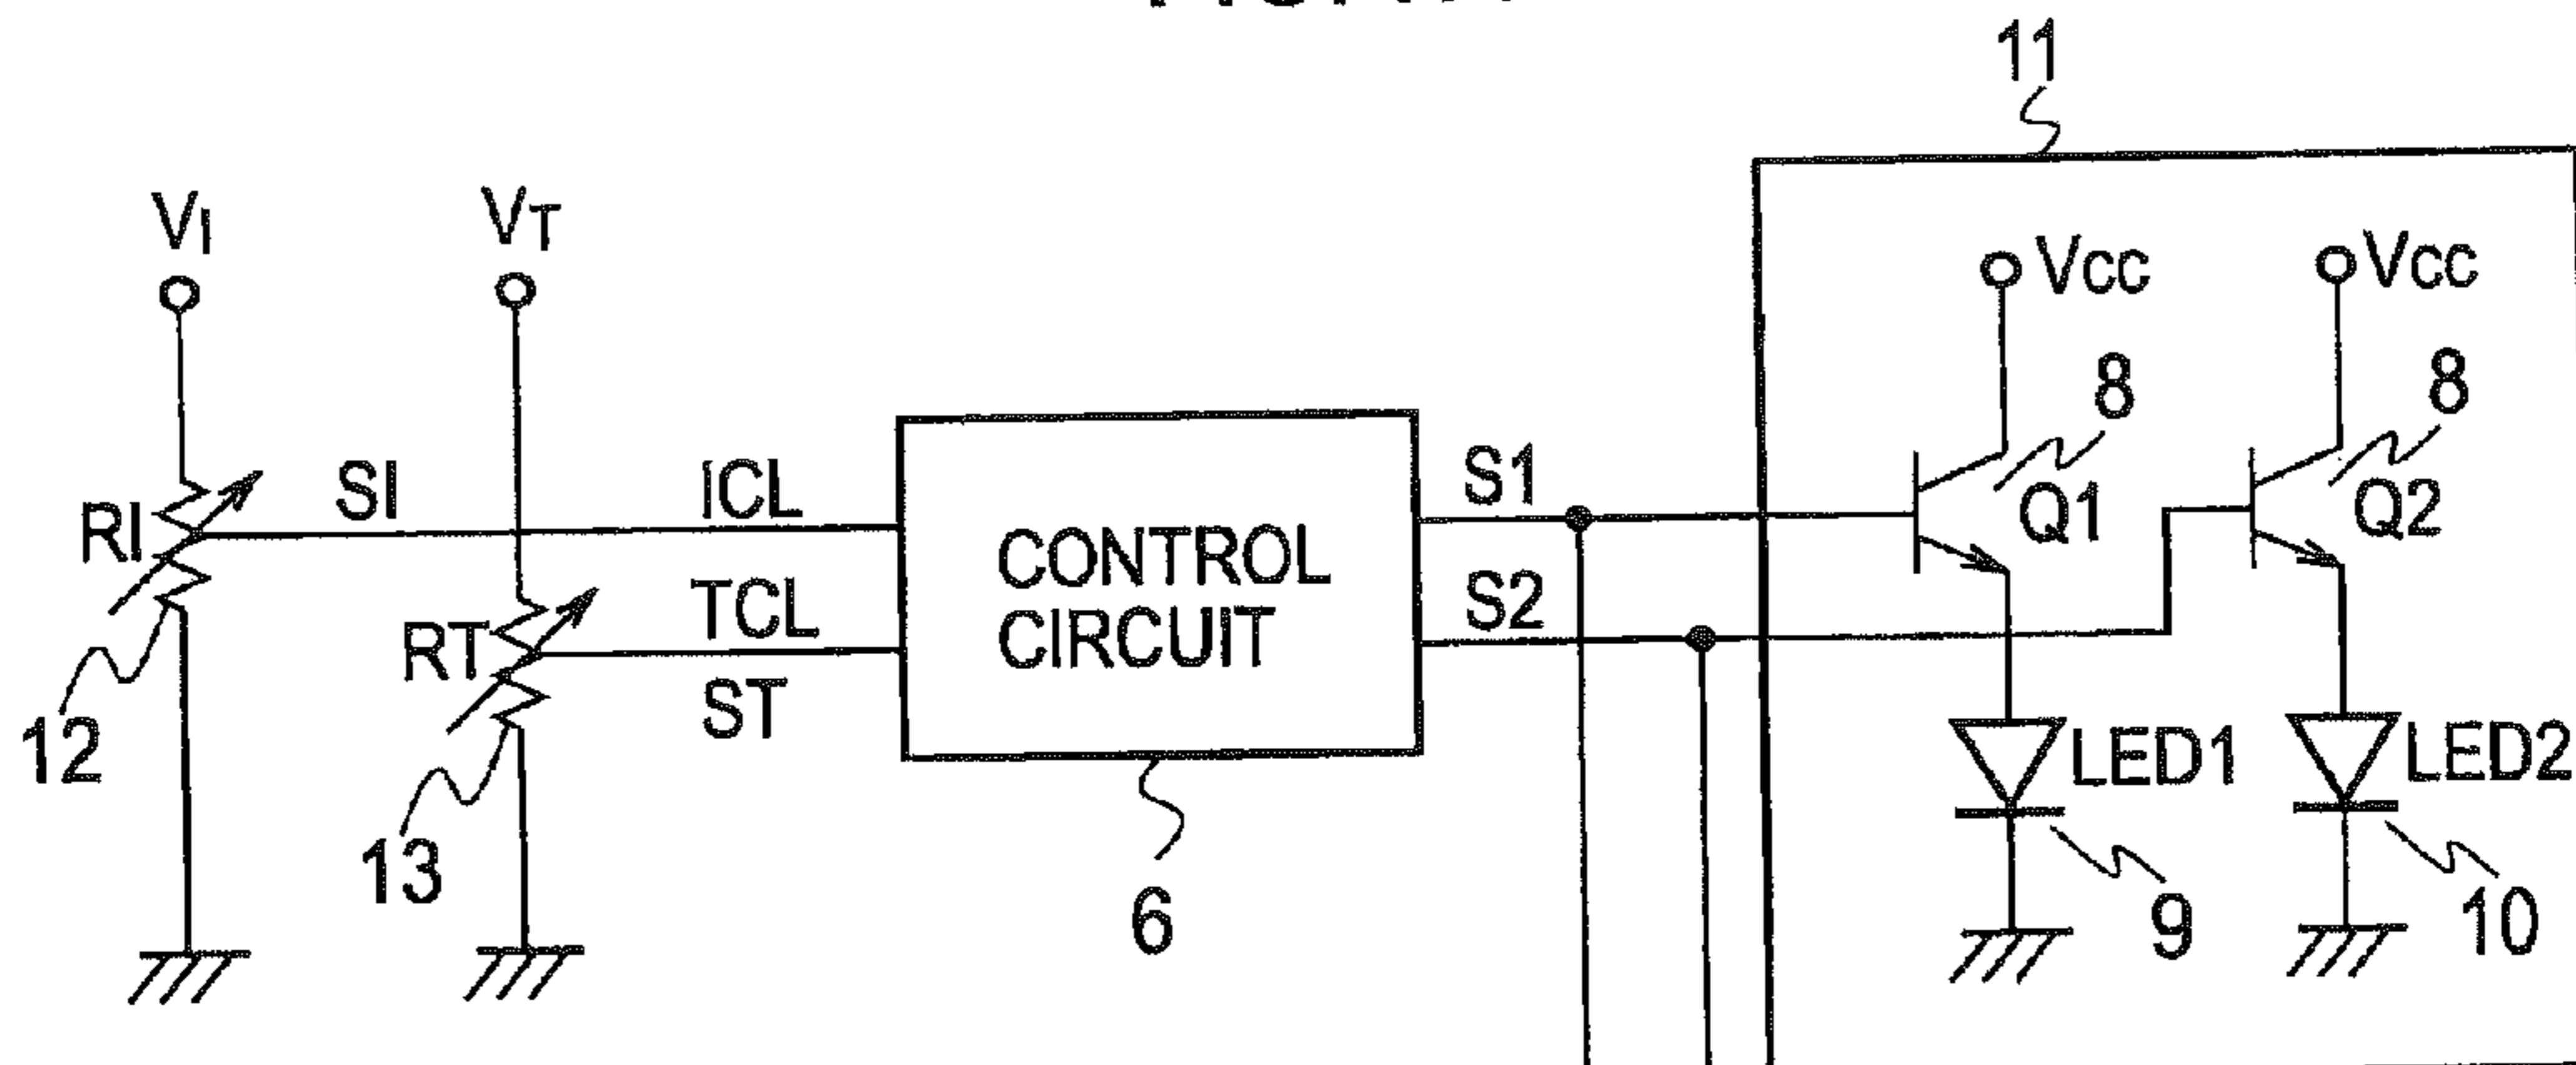 11
VI
VT
VCC
VCC
8
8
SI
ICL
S1
RI
Q1
Q2
CONTROL
CIRCUIT
TCL
S2
RT
ST
12
LED1
LED2
13
6
9
10